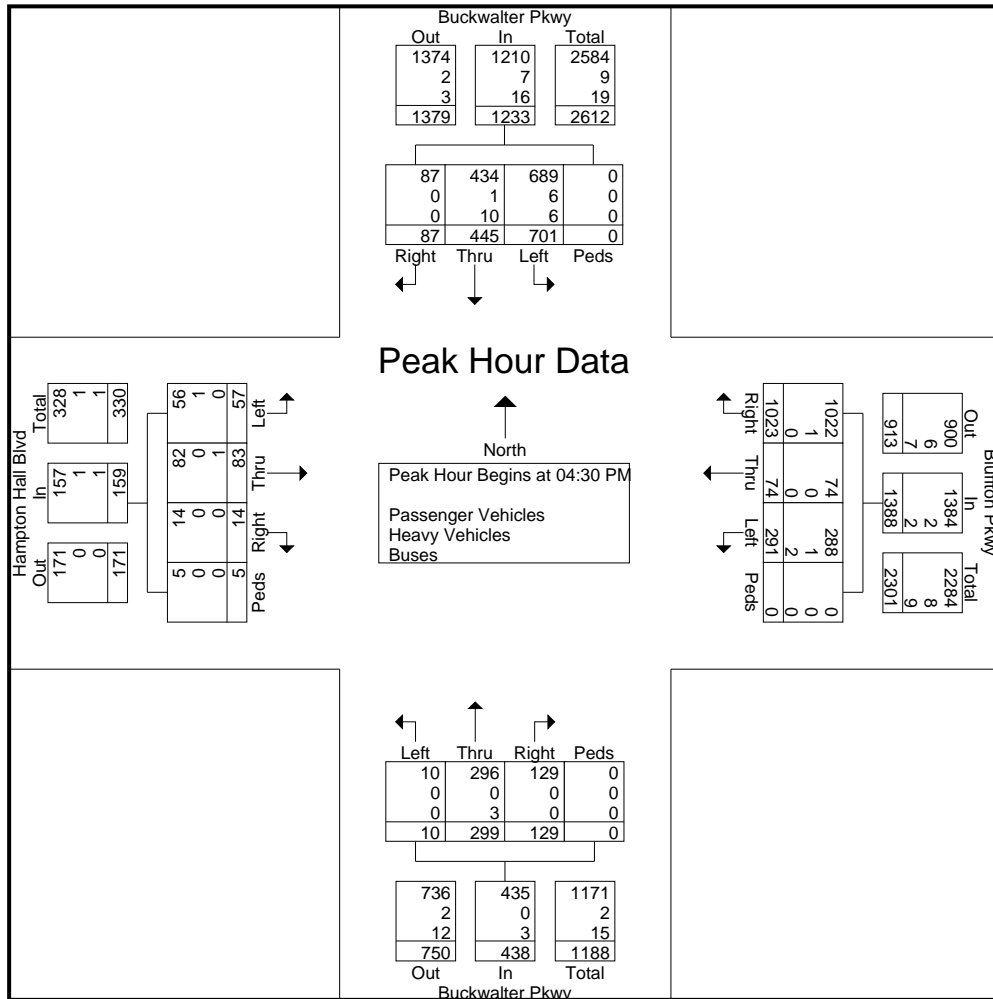 Buckwalter Pkwy
Out In Total
1374 1210 2584
2 7 9
3 16 19
1379 1233 2612
87 434 689 0
0 1 6 0
0 10 6 0
87 445 701 0
Right Thru Left Peds
Peak Hour Data
Hampton Hall Blvd
Out In Total
171 157 328
0 1 1
0 1 1
171 159 330
5 14 82 56
0 0 0 1
0 0 1 0
5 14 83 57
Peds Right Thru Left
North
Peak Hour Begins at 04:30 PM
Passenger Vehicles
Heavy Vehicles
Buses
Bluffton Pkwy
Out In Total
900 1384 2284
6 2 8
7 2 9
913 1388 2301
1022 74 288 0
1 0 1 0
0 0 2 0
1023 74 291 0
Right Thru Left Peds
Left Thru Right Peds
10 296 129 0
0 0 0 0
0 3 0 0
10 299 129 0
736 435 1171
2 0 2
12 3 15
750 438 1188
Out In Total
Buckwalter Pkwy